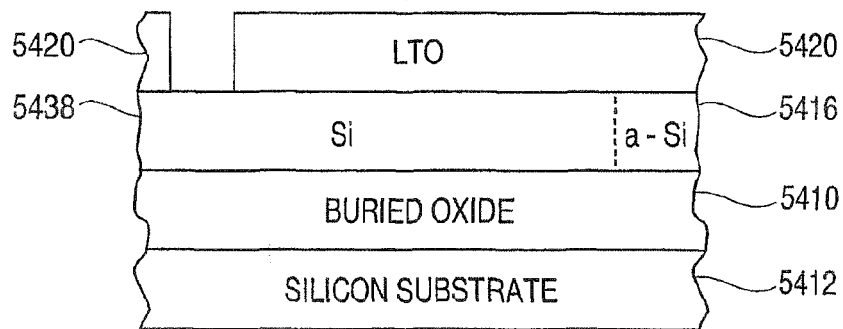 5420 LTO 5420
5438 Si a - Si 5416
BURIED OXIDE 5410
SILICON SUBSTRATE 5412